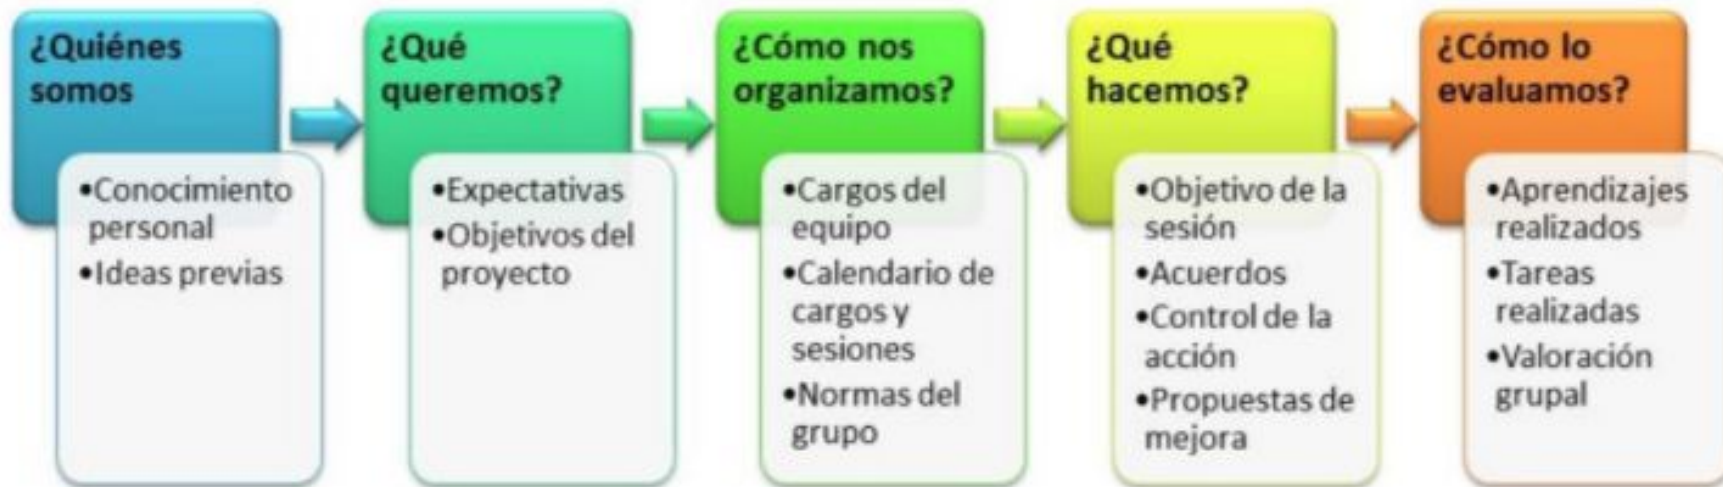 ¿Quiénes
somos
•Conocimiento
personal
•Ideas previas
¿Qué
queremos?
•Expectativas
•Objetivos del
proyecto
¿Cómo nos
organizamos?
•Cargos del
equipo
•Calendario de
cargos y
sesiones
•Normas del
grupo
¿Qué
hacemos?
•Objetivo de la
sesión
•Acuerdos
•Control de la
acción
•Propuestas de
mejora
¿Cómo lo
evaluamos?
•Aprendizajes
realizados
•Tareas
realizadas
•Valoración
grupal